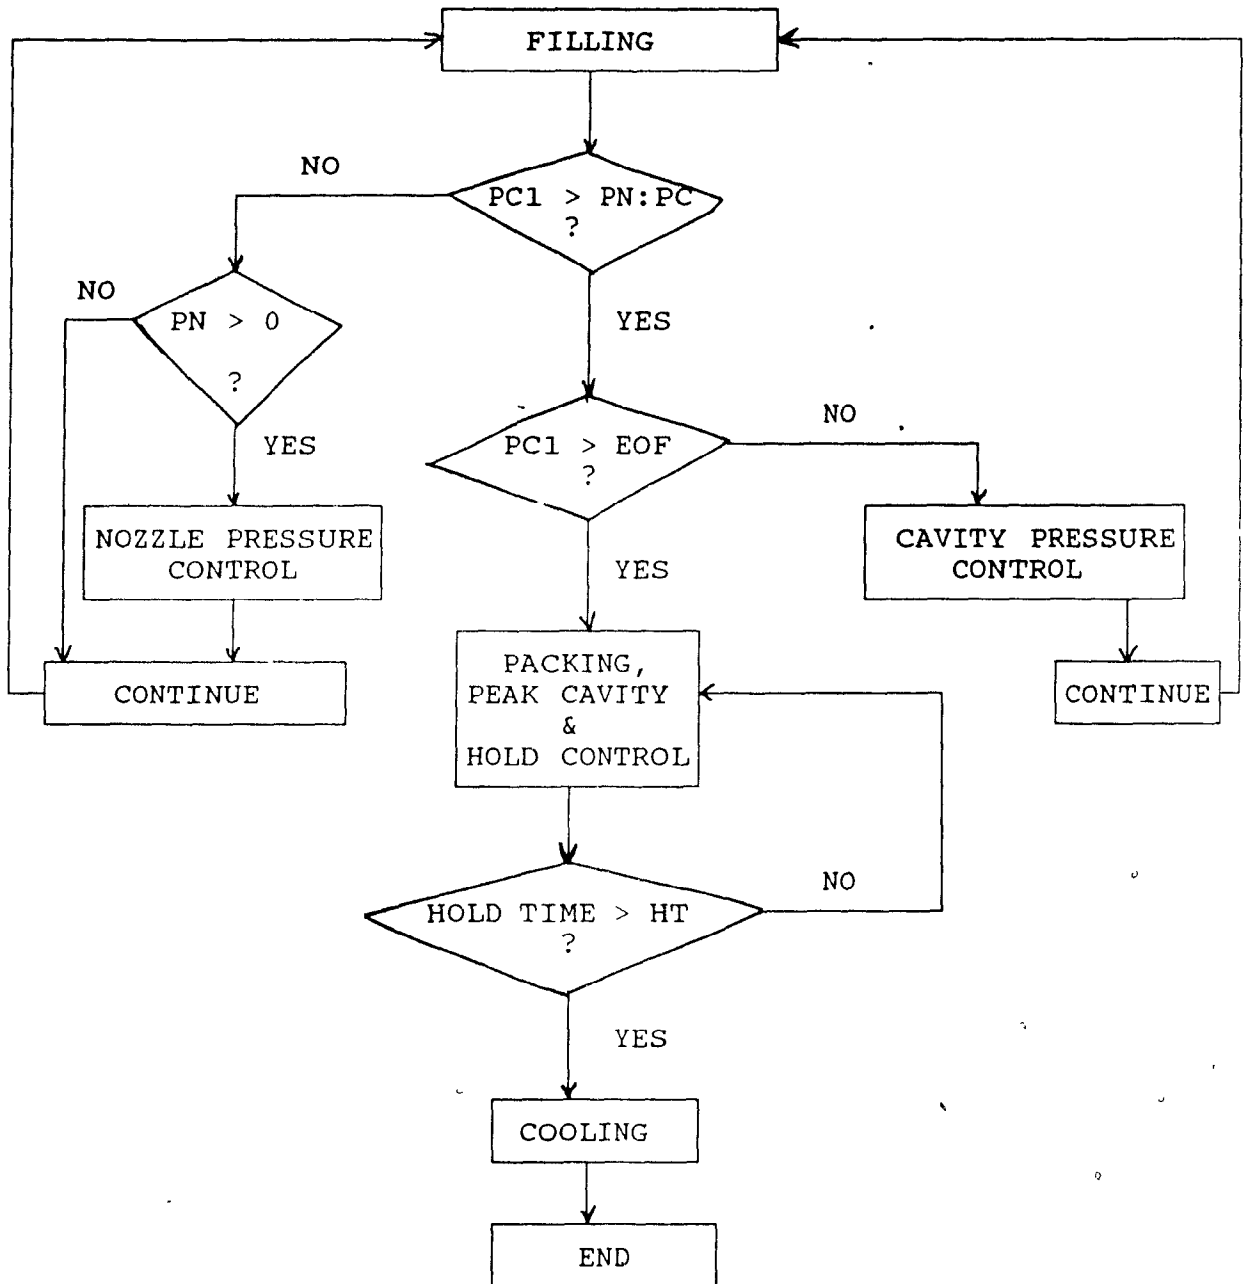 FILLING
NO
PC1 > PN:PC
?
NO
PN > 0
?
YES
YES
PC1 > EOF
?
NO
NOZZLE PRESSURE
CONTROL
CAVITY PRESSURE
CONTROL
YES
CONTINUE
PACKING,
PEAK CAVITY
&
HOLD CONTROL
CONTINUE
HOLD TIME > HT
?
NO
YES
COOLING
END